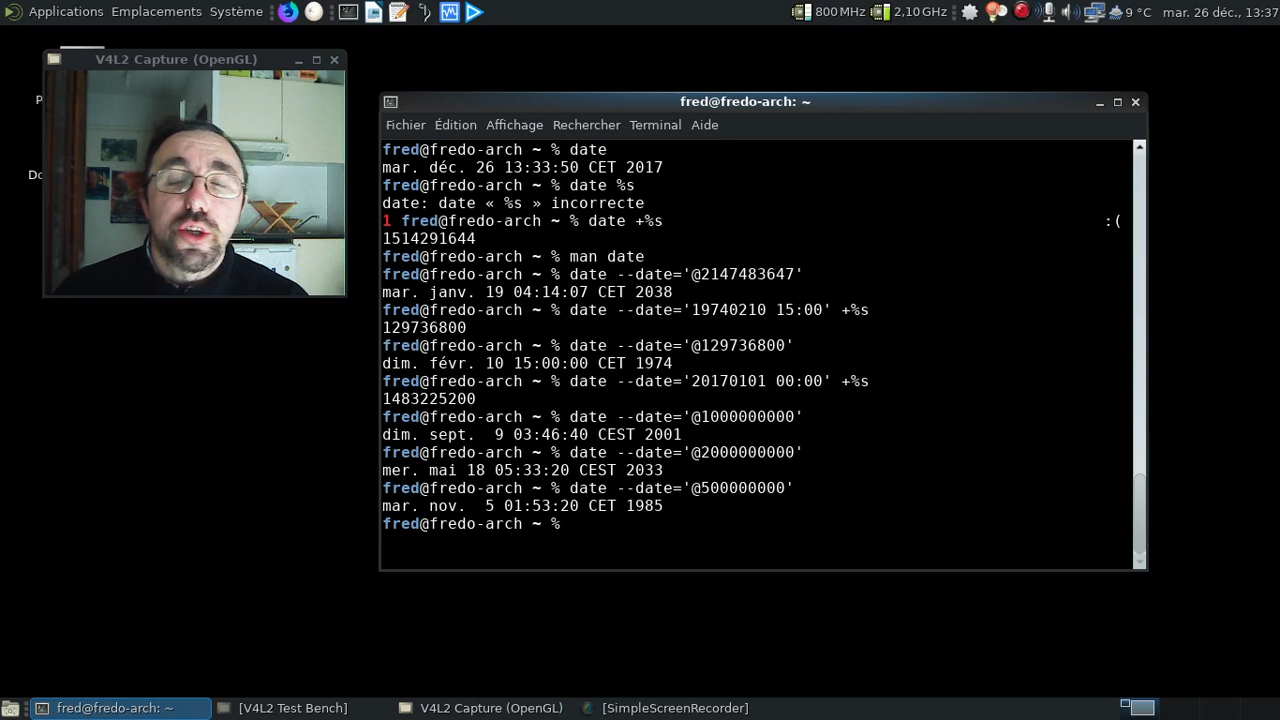 Applications Emplacements Système 800 MHz 2,10 GHz 9 °C mar. 26 déc., 13:37
V4L2 Capture (OpenGL)
fred@fredo-arch: ~
Fichier Édition Affichage Rechercher Terminal Aide
fred@fredo-arch ~ % date
mar. déc. 26 13:33:50 CET 2017
fred@fredo-arch ~ % date %s
date: date « %s » incorrecte
1 fred@fredo-arch ~ % date +%s :(
1514291644
fred@fredo-arch ~ % man date
fred@fredo-arch ~ % date --date='@2147483647'
mar. janv. 19 04:14:07 CET 2038
fred@fredo-arch ~ % date --date='19740210 15:00' +%s
129736800
fred@fredo-arch ~ % date --date='@129736800'
dim. févr. 10 15:00:00 CET 1974
fred@fredo-arch ~ % date --date='20170101 00:00' +%s
1483225200
fred@fredo-arch ~ % date --date='@1000000000'
dim. sept.  9 03:46:40 CEST 2001
fred@fredo-arch ~ % date --date='@2000000000'
mer. mai 18 05:33:20 CEST 2033
fred@fredo-arch ~ % date --date='@500000000'
mar. nov.  5 01:53:20 CET 1985
fred@fredo-arch ~ %
fred@fredo-arch: ~ [V4L2 Test Bench] V4L2 Capture (OpenGL) [SimpleScreenRecorder]